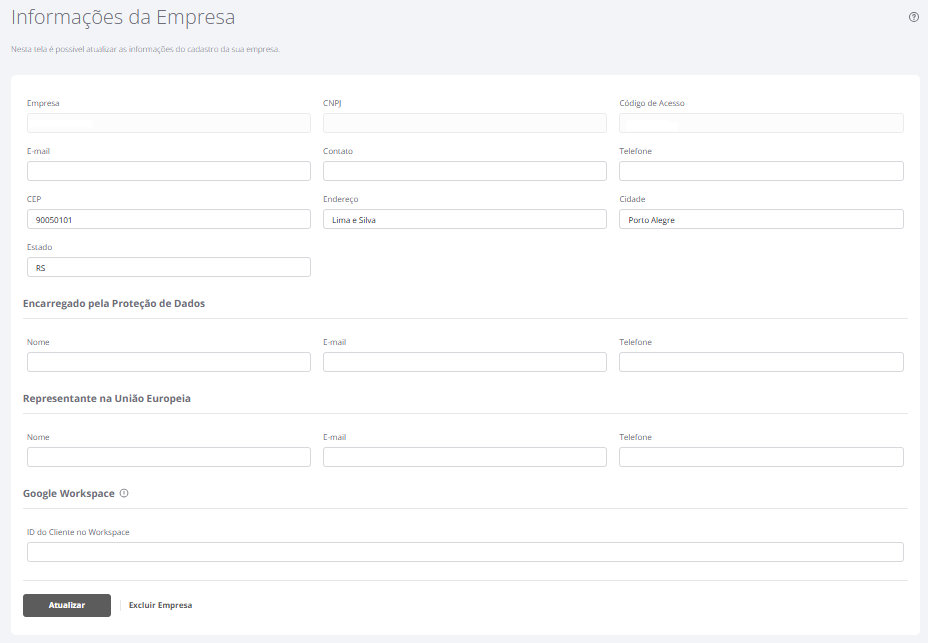 Informações da Empresa
Nesta tela é possível atualizar as informações do cadastro da sua empresa.
Empresa CNPJ Código de Acesso
E-mail Contato Telefone
CEP Endereço Cidade
90050101 Lima e Silva Porto Alegre
Estado
RS
Encarregado pela Proteção de Dados
Nome E-mail Telefone
Representante na União Europeia
Nome E-mail Telefone
Google Workspace
ID do Cliente no Workspace
Atualizar Excluir Empresa